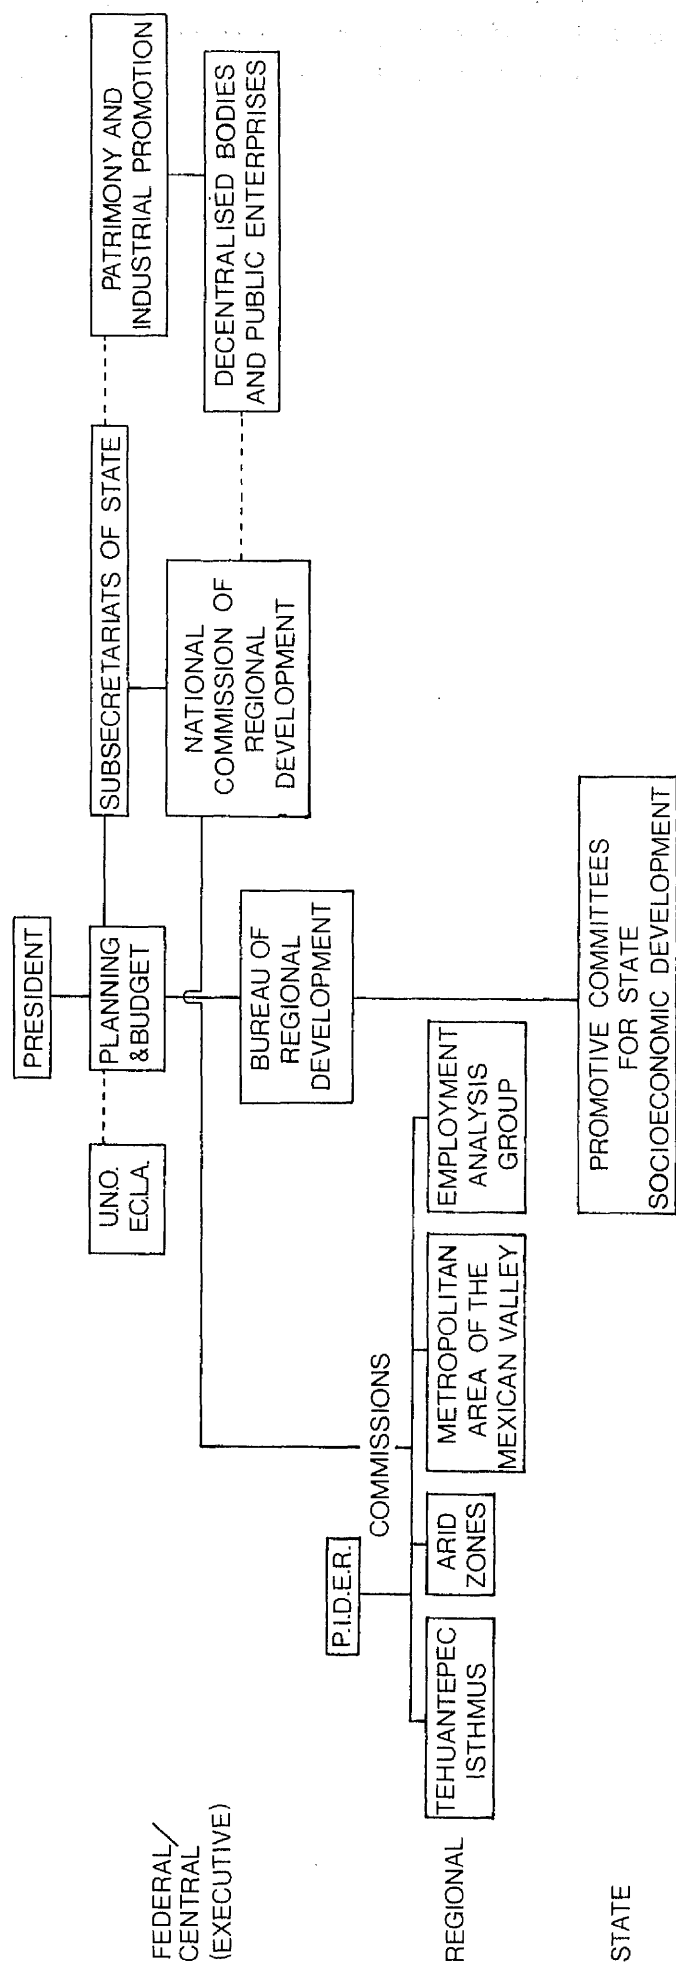 PRESIDENT
U.N.O.
E.C.L.A.
PLANNING
& BUDGET
SUBSECRETARIATS OF STATE
PATRIMONY AND
INDUSTRIAL PROMOTION
FEDERAL/
CENTRAL
(EXECUTIVE)
NATIONAL
COMMISSION OF
REGIONAL
DEVELOPMENT
DECENTRALISED BODIES
AND PUBLIC ENTERPRISES
BUREAU OF
REGIONAL
DEVELOPMENT
P.I.D.E.R.
COMMISSIONS
REGIONAL
TEHUANTEPEC
ISTHMUS
ARID
ZONES
METROPOLITAN
AREA OF THE
MEXICAN VALLEY
EMPLOYMENT
ANALYSIS
GROUP
STATE
PROMOTIVE COMMITTEES
FOR STATE
SOCIOECONOMIC DEVELOPMENT